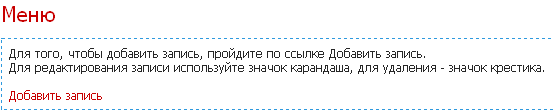 Меню
Для того, чтобы добавить запись, пройдите по ссылке Добавить запись.
Для редактирования записи используйте значок карандаша, для удаления - значок крестика.
Добавить запись